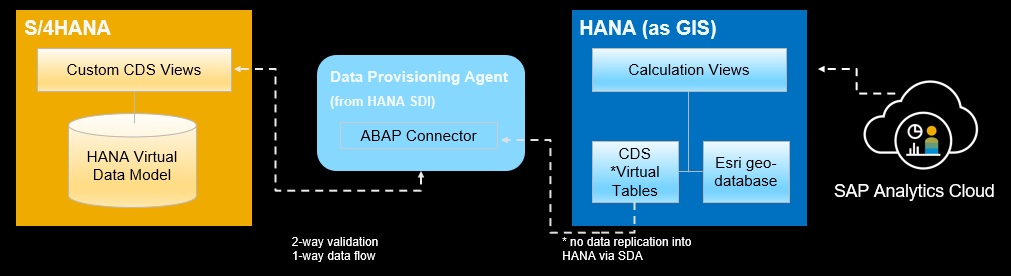 S/4HANA
Custom CDS Views
HANA Virtual
Data Model
Data Provisioning Agent
(from HANA SDI)
ABAP Connector
2-way validation
1-way data flow
HANA (as GIS)
Calculation Views
CDS
*Virtual
Tables
Esri geo-
database
* no data replication into
HANA via SDA
SAP Analytics Cloud